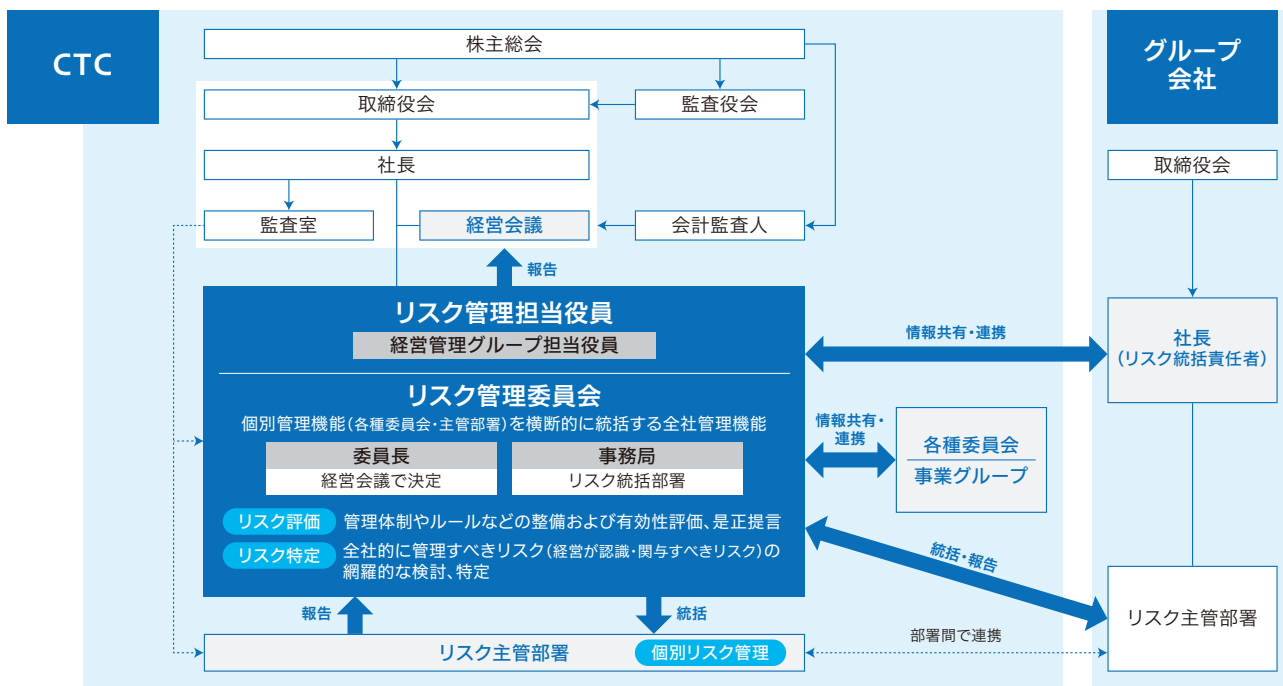 CTC
グループ
会社
株主総会
取締役会
監査役会
取締役会
社長
監査室
経営会議
会計監査人
報告
リスク管理担当役員
経営管理グループ担当役員
情報共有・連携
社長
（リスク統括責任者）
リスク管理委員会
個別管理機能（各種委員会・主管部署）を横断的に統括する全社管理機能
情報共有・
連携
各種委員会
事業グループ
委員長
経営会議で決定
事務局
リスク統括部署
リスク評価 管理体制やルールなどの整備および有効性評価、是正提言
リスク特定 全社的に管理すべきリスク（経営が認識・関与すべきリスク）の
網羅的な検討、特定
統括・報告
報告
統括
リスク主管部署
個別リスク管理
部署間で連携
リスク主管部署